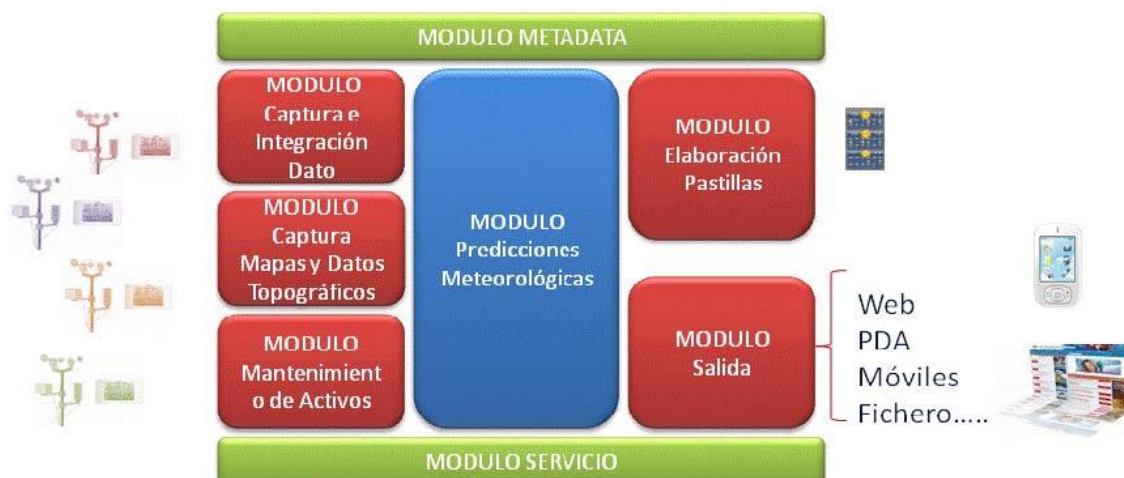 MODULO METADATA
MODULO
Captura e
Integración
Dato
MODULO
Captura
Mapas y Datos
Topográficos
MODULO
Mantenimient
o de Activos
MODULO
Predicciones
Meteorológicas
MODULO
Elaboración
Pastillas
MODULO
Salida
Web
PDA
Móviles
Fichero.....
MODULO SERVICIO